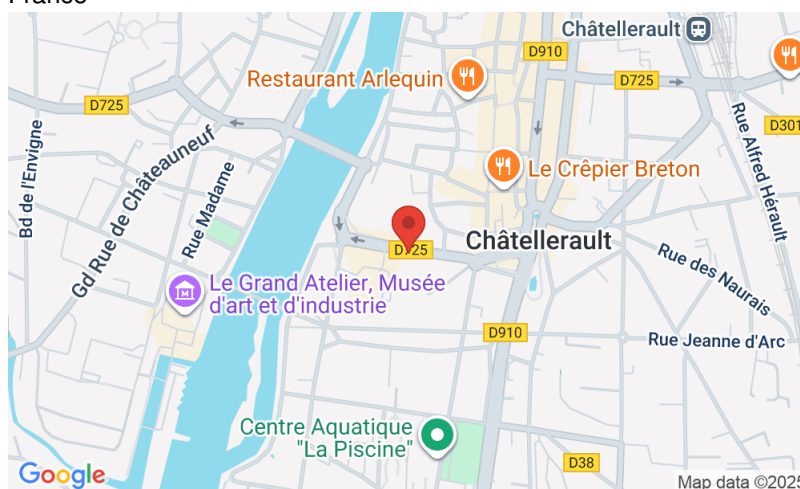 Châtellerault
D910
Restaurant Arlequin
D725
D725
D301
Bd de l'Envigne
Gd Rue de Châteauneuf
Rue Madame
Rue Alfred Hérault
Le Crêpier Breton
D725
Châtellerault
Rue des Naurais
Le Grand Atelier, Musée
d'art et d'industrie
D910
Rue Jeanne d'Arc
Centre Aquatique
"La Piscine"
D38
Google
Map data ©2025